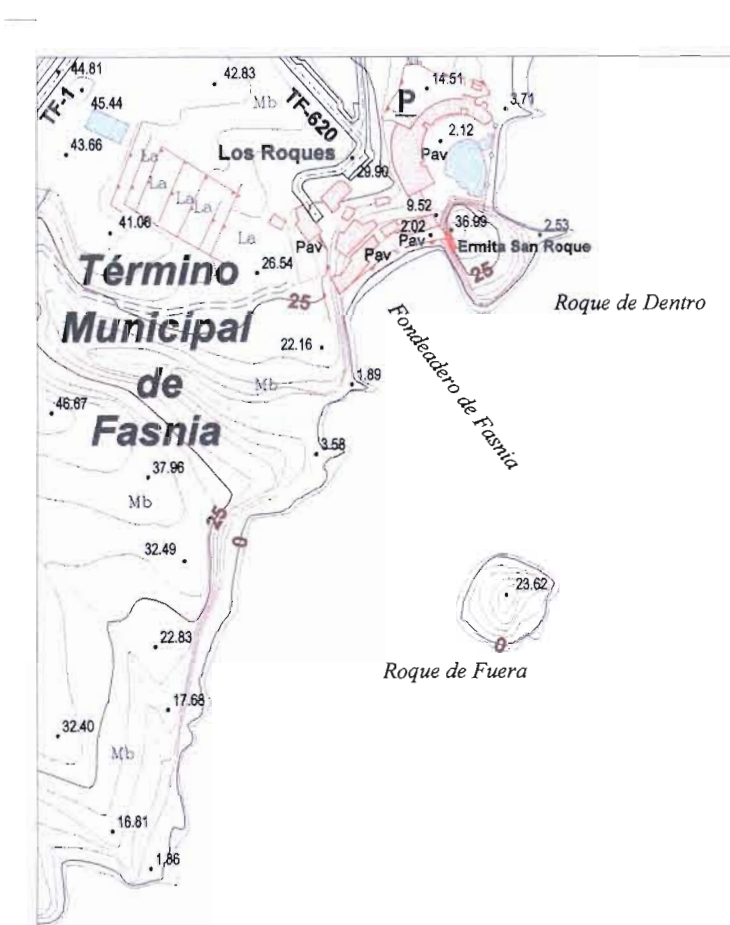 44.81
42.83
14.51
TF-1
45.44
Mb
P
3.71
TF-620
2.12
43.66
La
Los Roques
Pav
29.90
La
La
La
9.52
36.99
2.53
41.06
La
Pav
2.02
Pav
Ermita San Roque
Pav
Término
26.54
25
25
Roque de Dentro
Municipal
22.16
Fondeadero de Fasnia
de
Mb
1.89
46.67
Fasnia
3.58
37.96
Mb
25
0
32.49
23.62
22.83
0
Roque de Fuera
17.68
32.40
Mb
16.81
1.86